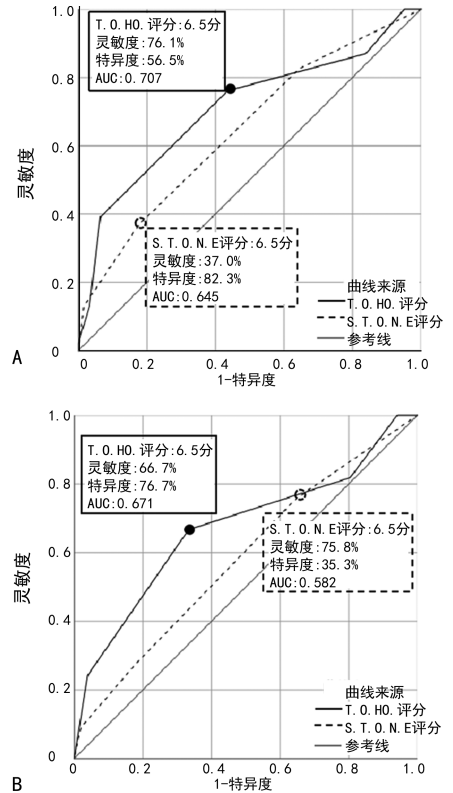 1.0
T.O.HO.评分:6.5分
灵敏度:76.1%
特异度:56.5%
AUC:0.707
0.8
0.6
灵敏度
0.4
S.T.O.N.E评分:6.5分
灵敏度:37.0%
特异度:82.3%
AUC:0.645
0.2
曲线来源
T.O.HO.评分
S.T.O.N.E评分
参考线
0
A
0 0.2 0.4 0.6 0.8 1.0
1-特异度
1.0
T.O.HO.评分:6.5分
灵敏度:66.7%
特异度:76.7%
AUC:0.671
0.8
S.T.O.N.E评分:6.5分
灵敏度:75.8%
特异度:35.3%
AUC:0.582
0.6
灵敏度
0.4
0.2
曲线来源
T.O.HO.评分
S.T.O.N.E评分
参考线
0
0 0.2 0.4 0.6 0.8 1.0
B
1-特异度